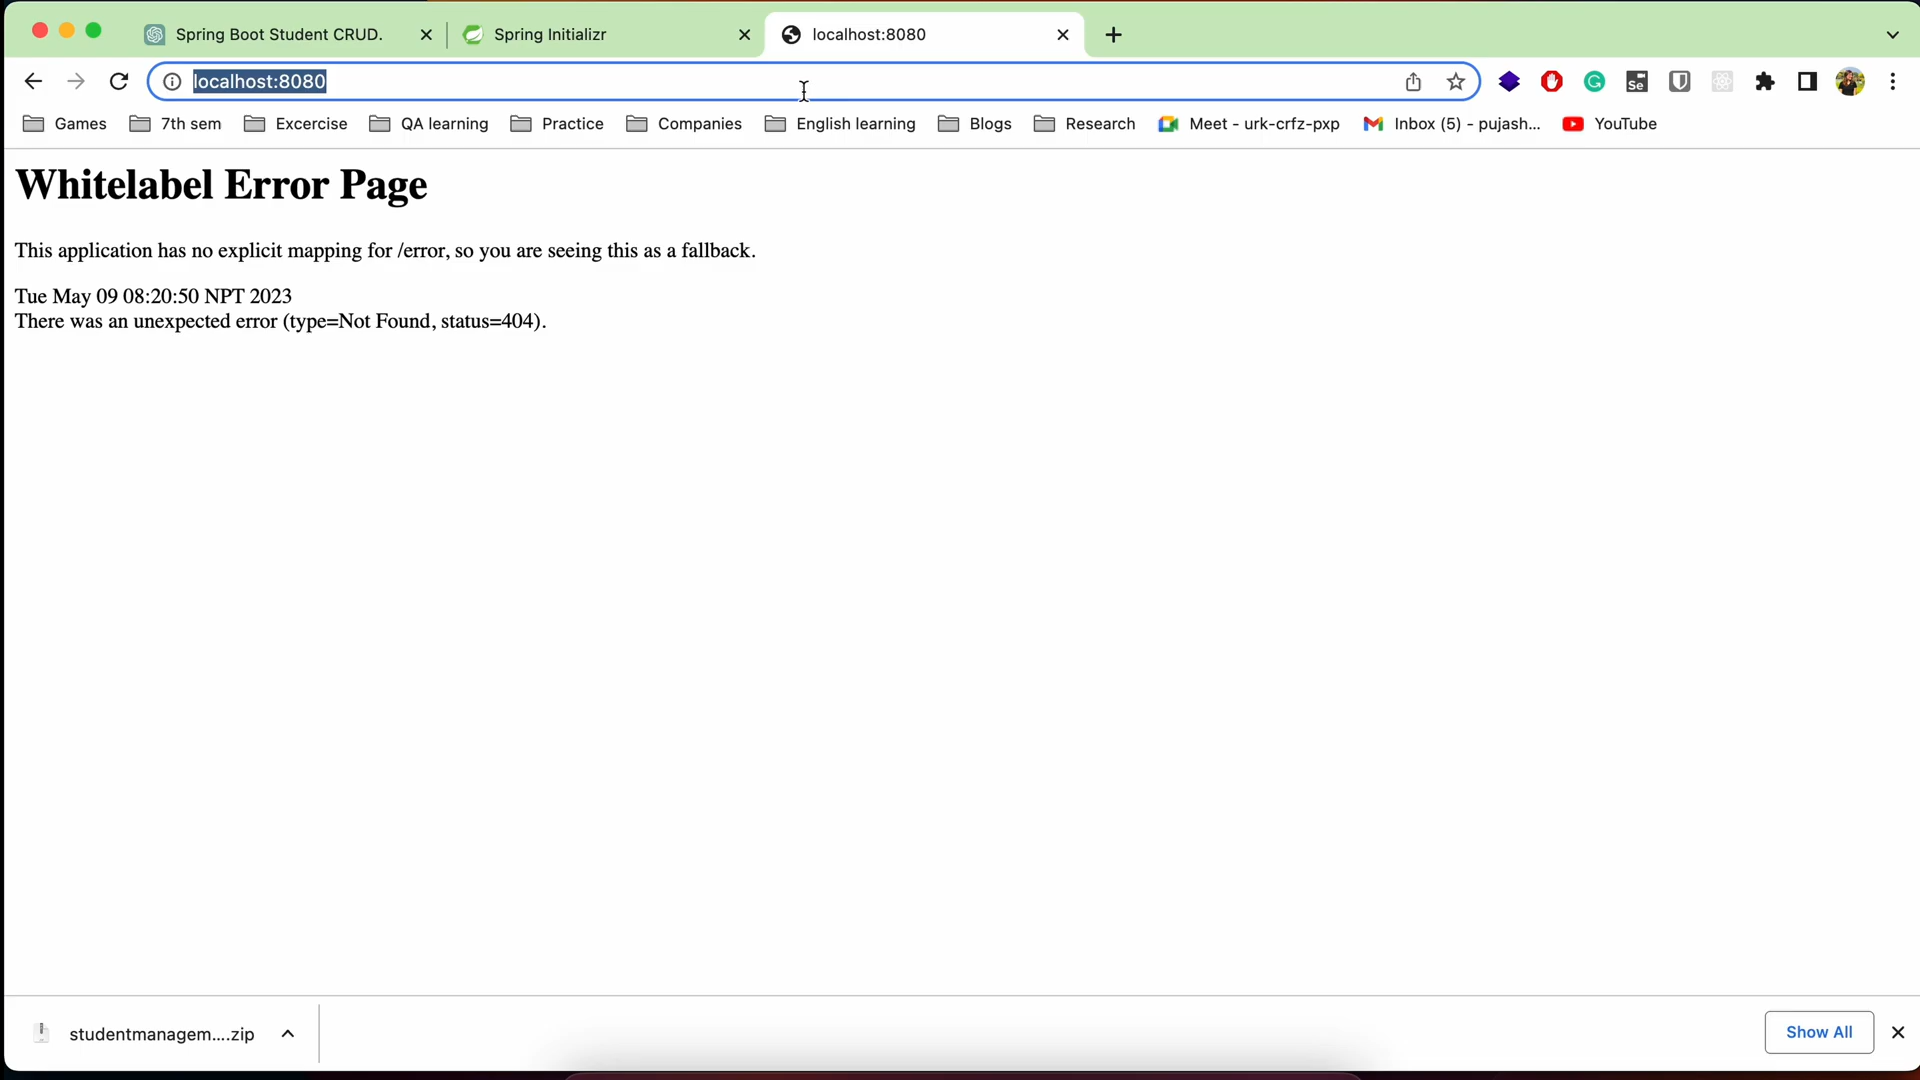 Spring Boot Student CRUD.
Spring Initializr
localhost:8080
localhost:8080
Se
Games
7th sem
Excercise
QA learning
Practice
Companies
English learning
Blogs
Research
Meet - urk-crfz-pxp
Inbox (5) - pujash...
YouTube
Whitelabel Error Page
This application has no explicit mapping for /error, so you are seeing this as a fallback.
Tue May 09 08:20:50 NPT 2023
There was an unexpected error (type=Not Found, status=404).
studentmanagem....zip
Show All